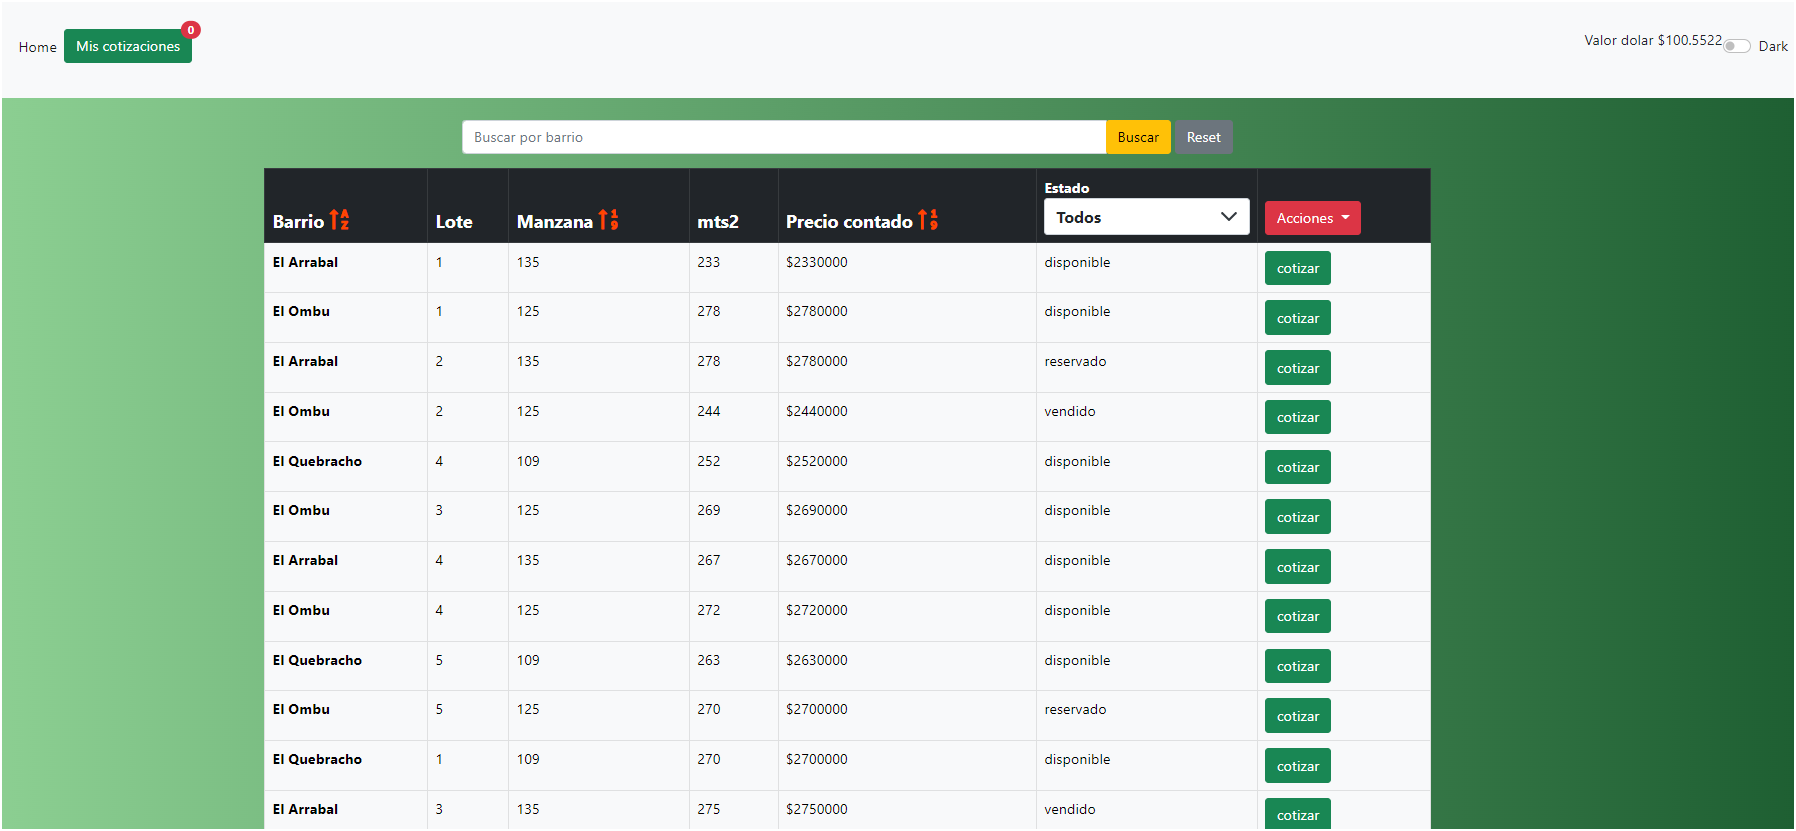 0
Home Mis cotizaciones Valor dolar $100.5522 Dark
Buscar por barrio Buscar Reset
Estado
Barrio Lote Manzana mts2 Precio contado Todos Acciones
El Arrabal 1 135 233 $2330000 disponible cotizar
El Ombu 1 125 278 $2780000 disponible cotizar
El Arrabal 2 135 278 $2780000 reservado cotizar
El Ombu 2 125 244 $2440000 vendido cotizar
El Quebracho 4 109 252 $2520000 disponible cotizar
El Ombu 3 125 269 $2690000 disponible cotizar
El Arrabal 4 135 267 $2670000 disponible cotizar
El Ombu 4 125 272 $2720000 disponible cotizar
El Quebracho 5 109 263 $2630000 disponible cotizar
El Ombu 5 125 270 $2700000 reservado cotizar
El Quebracho 1 109 270 $2700000 disponible cotizar
El Arrabal 3 135 275 $2750000 vendido cotizar